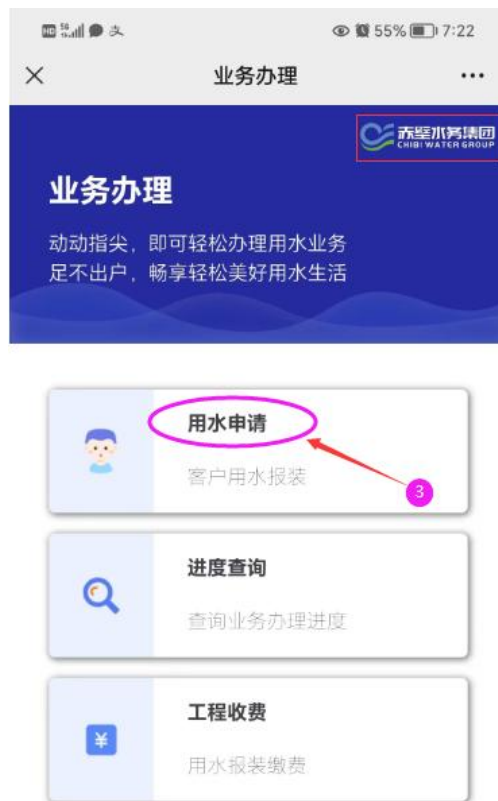 HD 5G 支 55% 7:22
业务办理
赤壁水务集团
CHIBI WATER GROUP
业务办理
动动指尖，即可轻松办理用水业务
足不出户，畅享轻松美好用水生活
用水申请
客户用水报装
3
进度查询
查询业务办理进度
¥
工程收费
用水报装缴费